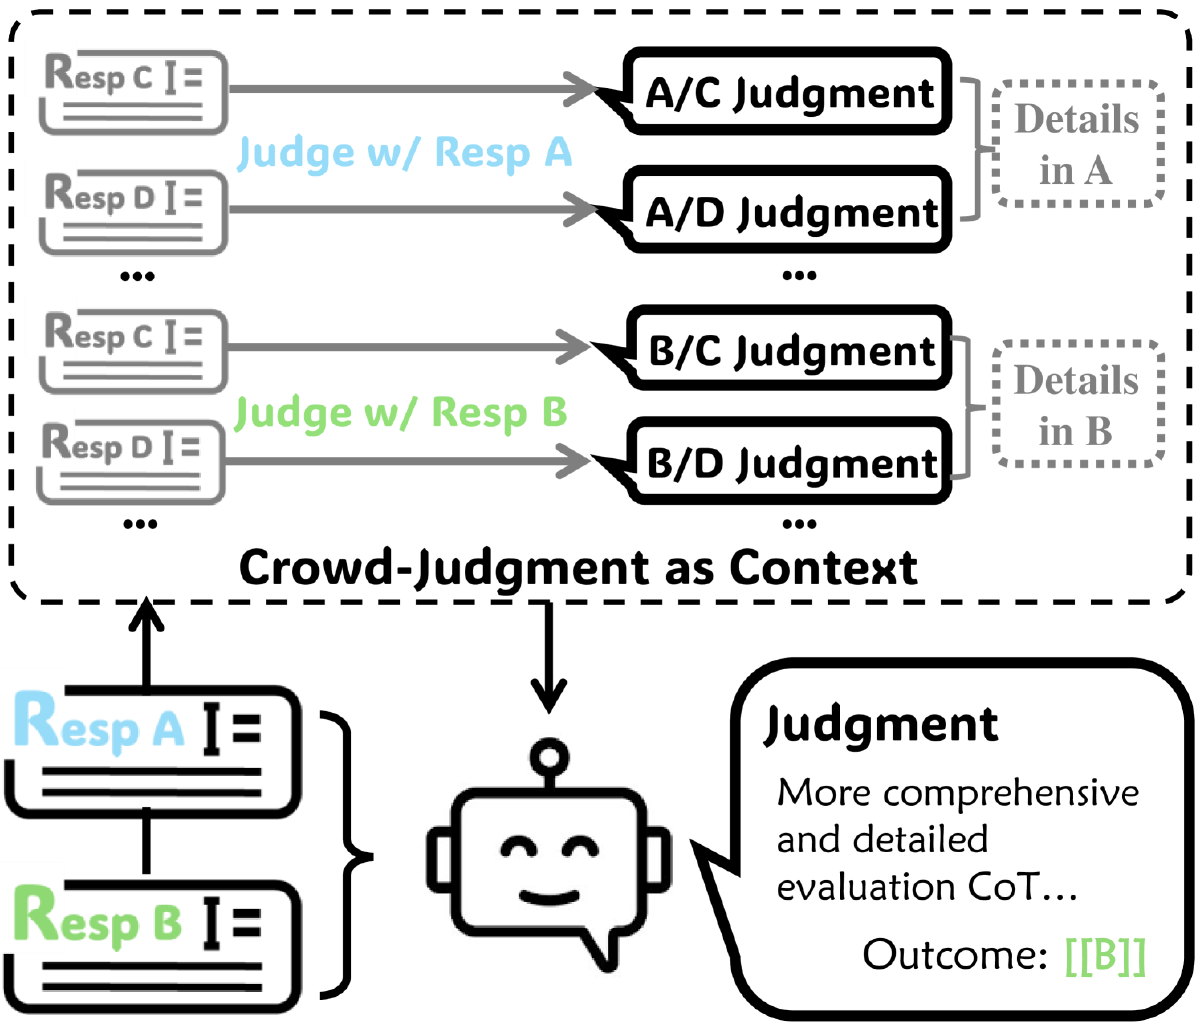 Resp C
A/C Judgment
Details
in A
Judge w/ Resp A
Resp D
A/D Judgment
...
...
Resp C
B/C Judgment
Details
in B
Judge w/ Resp B
Resp D
B/D Judgment
...
...
Crowd-Judgment as Context
Resp A
Resp B
Judgment
More comprehensive
and detailed
evaluation CoT...
Outcome: [[B]]